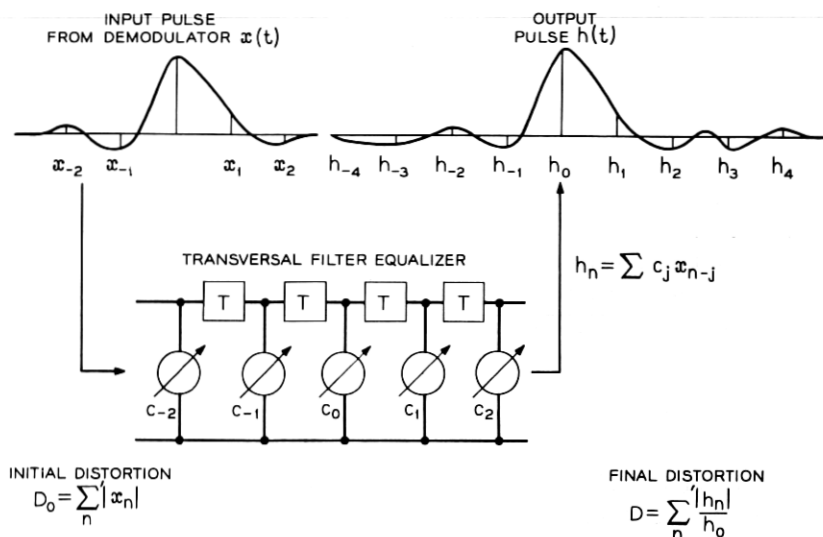 INPUT PULSE
FROM DEMODULATOR x(t)
OUTPUT
PULSE h(t)
x₋₂ x₋₁ x₁ x₂
h₋₄ h₋₃ h₋₂ h₋₁ h₀ h₁ h₂ h₃ h₄
TRANSVERSAL FILTER EQUALIZER
hₙ = ∑ cⱼ xₙ₋ⱼ
T T T T
C₋₂ C₋₁ C₀ C₁ C₂
INITIAL DISTORTION
D₀ = ∑ₙ′ |xₙ|
FINAL DISTORTION
D = ∑ₙ′ |hₙ|/h₀